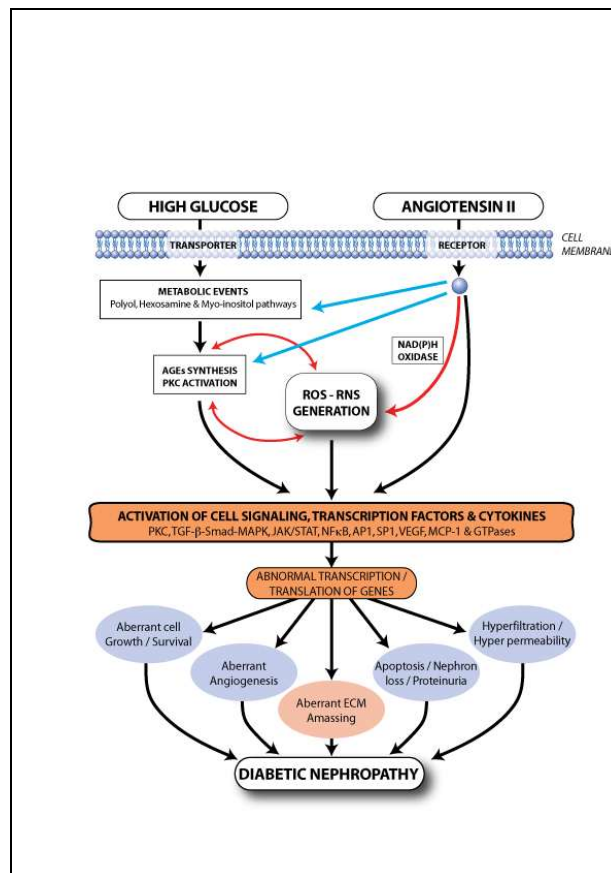 HIGH GLUCOSE
ANGIOTENSIN II
TRANSPORTER
RECEPTOR
CELL
MEMBRANE
METABOLIC EVENTS
Polyol, Hexosamine & Myo-inositol pathways
NAD(P)H
OXIDASE
AGEs SYNTHESIS
PKC ACTIVATION
ROS - RNS
GENERATION
ACTIVATION OF CELL SIGNALING, TRANSCRIPTION FACTORS & CYTOKINES
PKC, TGF-β-Smad-MAPK, JAK/STAT, NFκB, AP1, SP1, VEGF, MCP-1 & GTPases
ABNORMAL TRANSCRIPTION /
TRANSLATION OF GENES
Aberrant cell
Growth / Survival
Aberrant
Angiogenesis
Aberrant ECM
Amassing
Apoptosis / Nephron
loss / Proteinuria
Hyperfiltration /
Hyper permeability
DIABETIC NEPHROPATHY